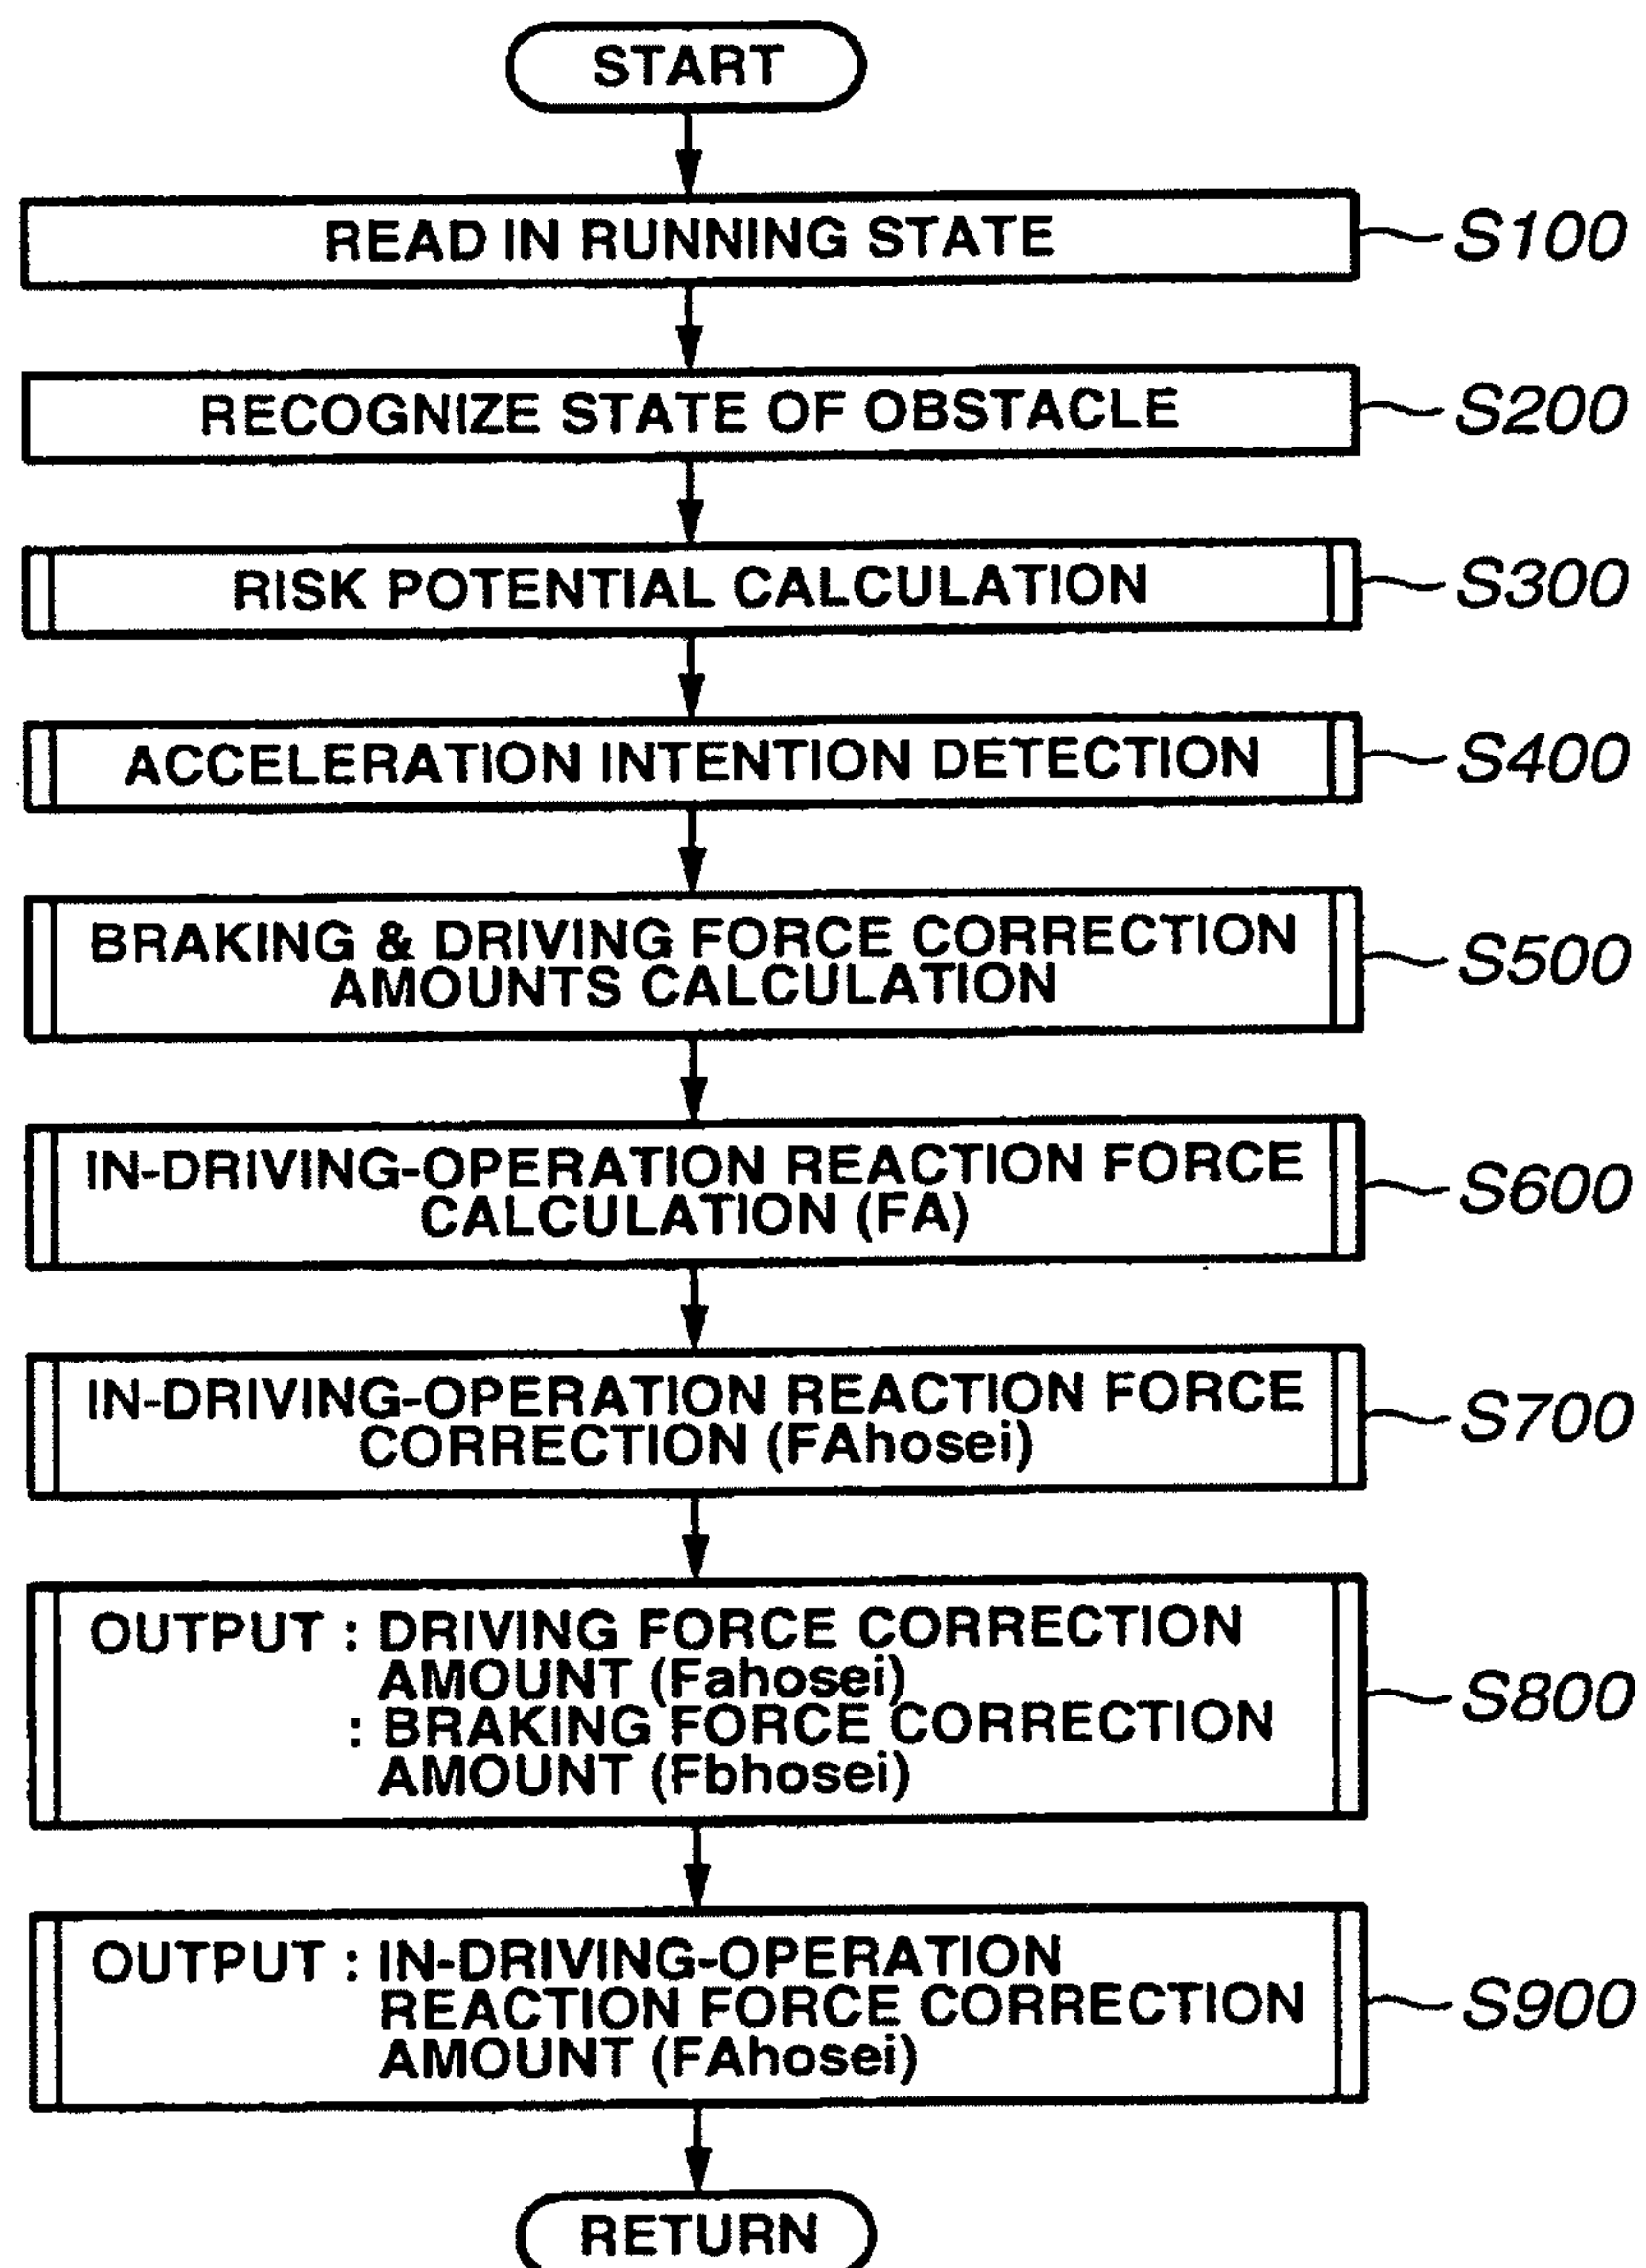 START
READ IN RUNNING STATE
S100
RECOGNIZE STATE OF OBSTACLE
S200
RISK POTENTIAL CALCULATION
S300
ACCELERATION INTENTION DETECTION
S400
BRAKING & DRIVING FORCE CORRECTION
AMOUNTS CALCULATION
S500
IN-DRIVING-OPERATION REACTION FORCE
CALCULATION (FA)
S600
IN-DRIVING-OPERATION REACTION FORCE
CORRECTION (FAhosei)
S700
OUTPUT : DRIVING FORCE CORRECTION
AMOUNT (Fahosei)
: BRAKING FORCE CORRECTION
AMOUNT (Fbhosei)
S800
OUTPUT : IN-DRIVING-OPERATION
REACTION FORCE CORRECTION
AMOUNT (FAhosei)
S900
RETURN